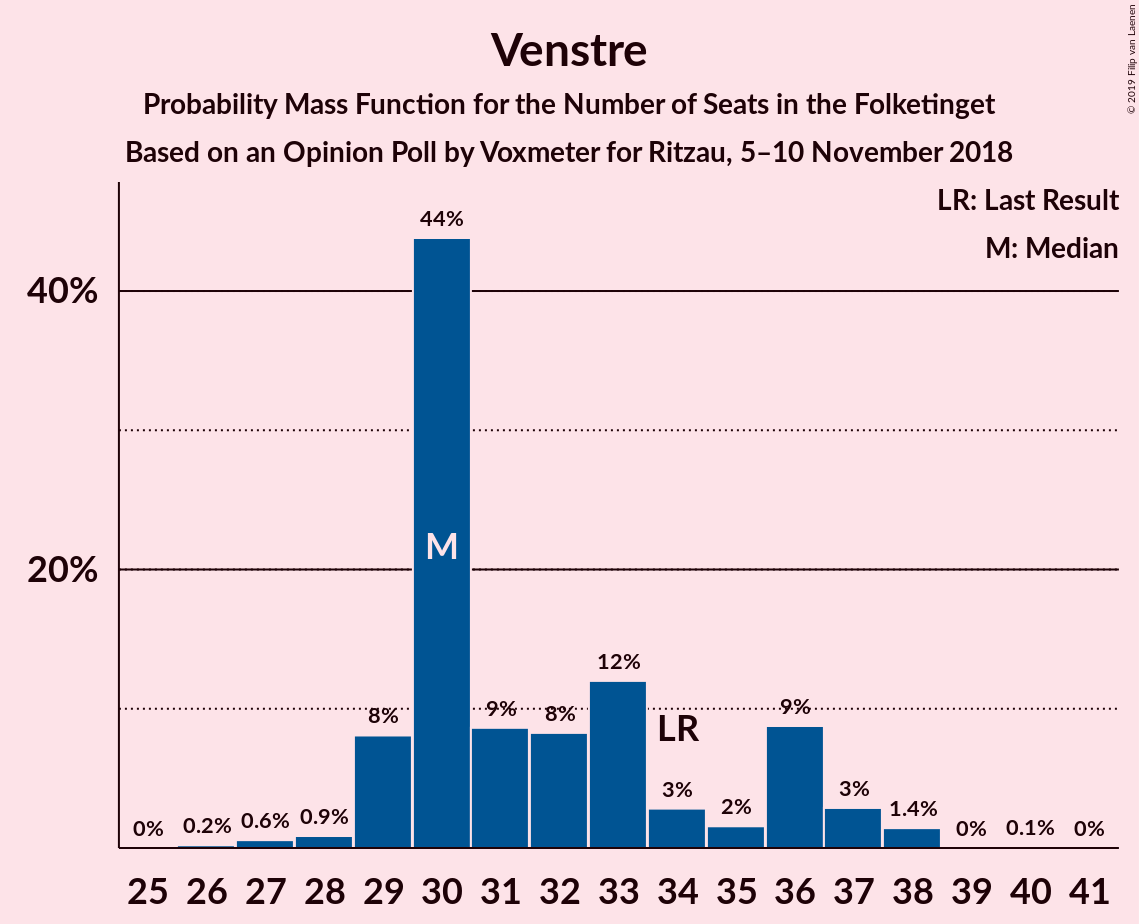 Venstre
Probability Mass Function for the Number of Seats in the Folketinget
Based on an Opinion Poll by Voxmeter for Ritzau, 5–10 November 2018
© 2019 Filip van Laenen
LR: Last Result
M: Median
40%
20%
0%
0.2%
0.6%
0.9%
8%
44%
M
9%
8%
12%
LR
3%
2%
9%
3%
1.4%
0%
0.1%
0%
25 26 27 28 29 30 31 32 33 34 35 36 37 38 39 40 41